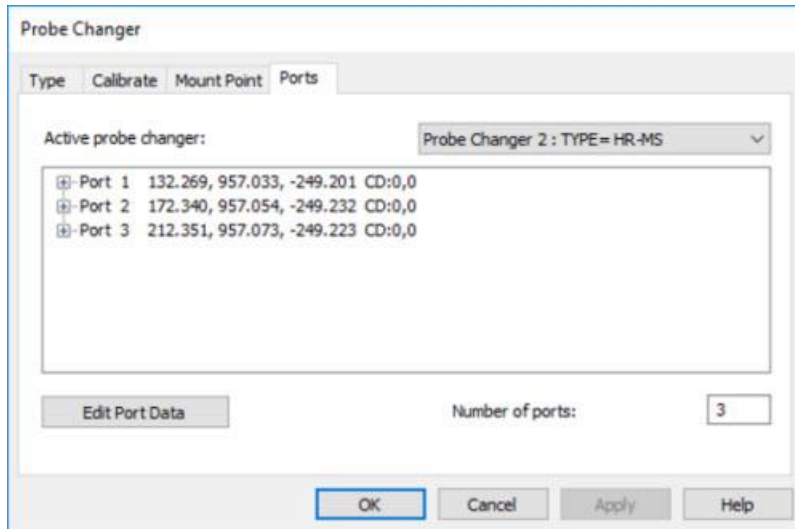 Probe Changer
Type Calibrate Mount Point Ports
Active probe changer: Probe Changer 2 : TYPE= HR-MS
Port 1 132.269, 957.033, -249.201 CD:0,0
Port 2 172.340, 957.054, -249.232 CD:0,0
Port 3 212.351, 957.073, -249.223 CD:0,0
Edit Port Data Number of ports: 3
OK Cancel Apply Help